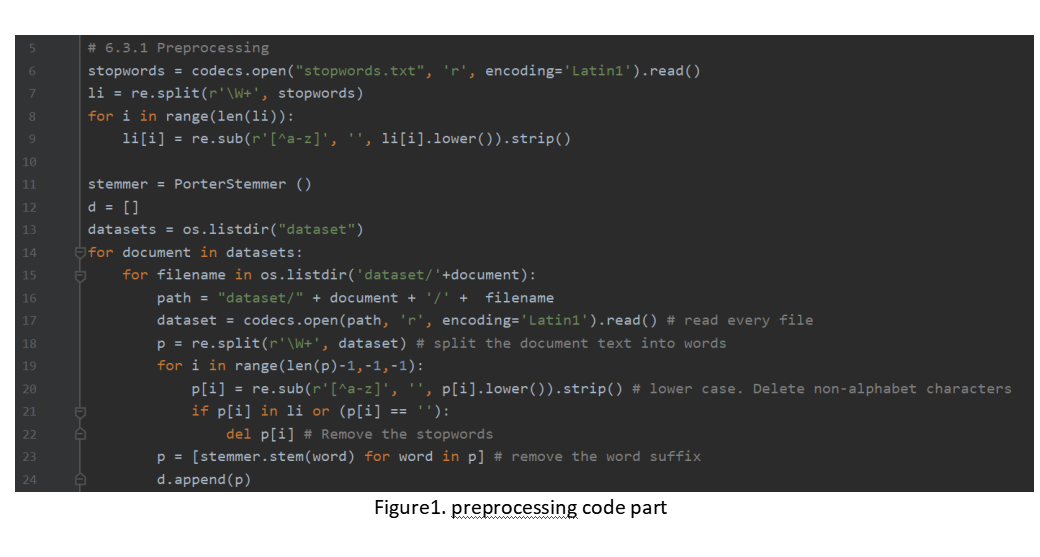 5 # 6.3.1 Preprocessing
6 stopwords = codecs.open("stopwords.txt", 'r', encoding='Latin1').read()
7 li = re.split(r'\W+', stopwords)
8 for i in range(len(li)):
9     li[i] = re.sub(r'[^a-z]', '', li[i].lower()).strip()
10
11 stemmer = PorterStemmer ()
12 d = []
13 datasets = os.listdir("dataset")
14 for document in datasets:
15     for filename in os.listdir('dataset/'+document):
16         path = "dataset/" + document + '/' +  filename
17         dataset = codecs.open(path, 'r', encoding='Latin1').read() # read every file
18         p = re.split(r'\W+', dataset) # split the document text into words
19         for i in range(len(p)-1,-1,-1):
20             p[i] = re.sub(r'[^a-z]', '', p[i].lower()).strip() # lower case. Delete non-alphabet characters
21             if p[i] in li or (p[i] == ''):
22                 del p[i] # Remove the stopwords
23         p = [stemmer.stem(word) for word in p] # remove the word suffix
24         d.append(p)
Figure1. preprocessing code part